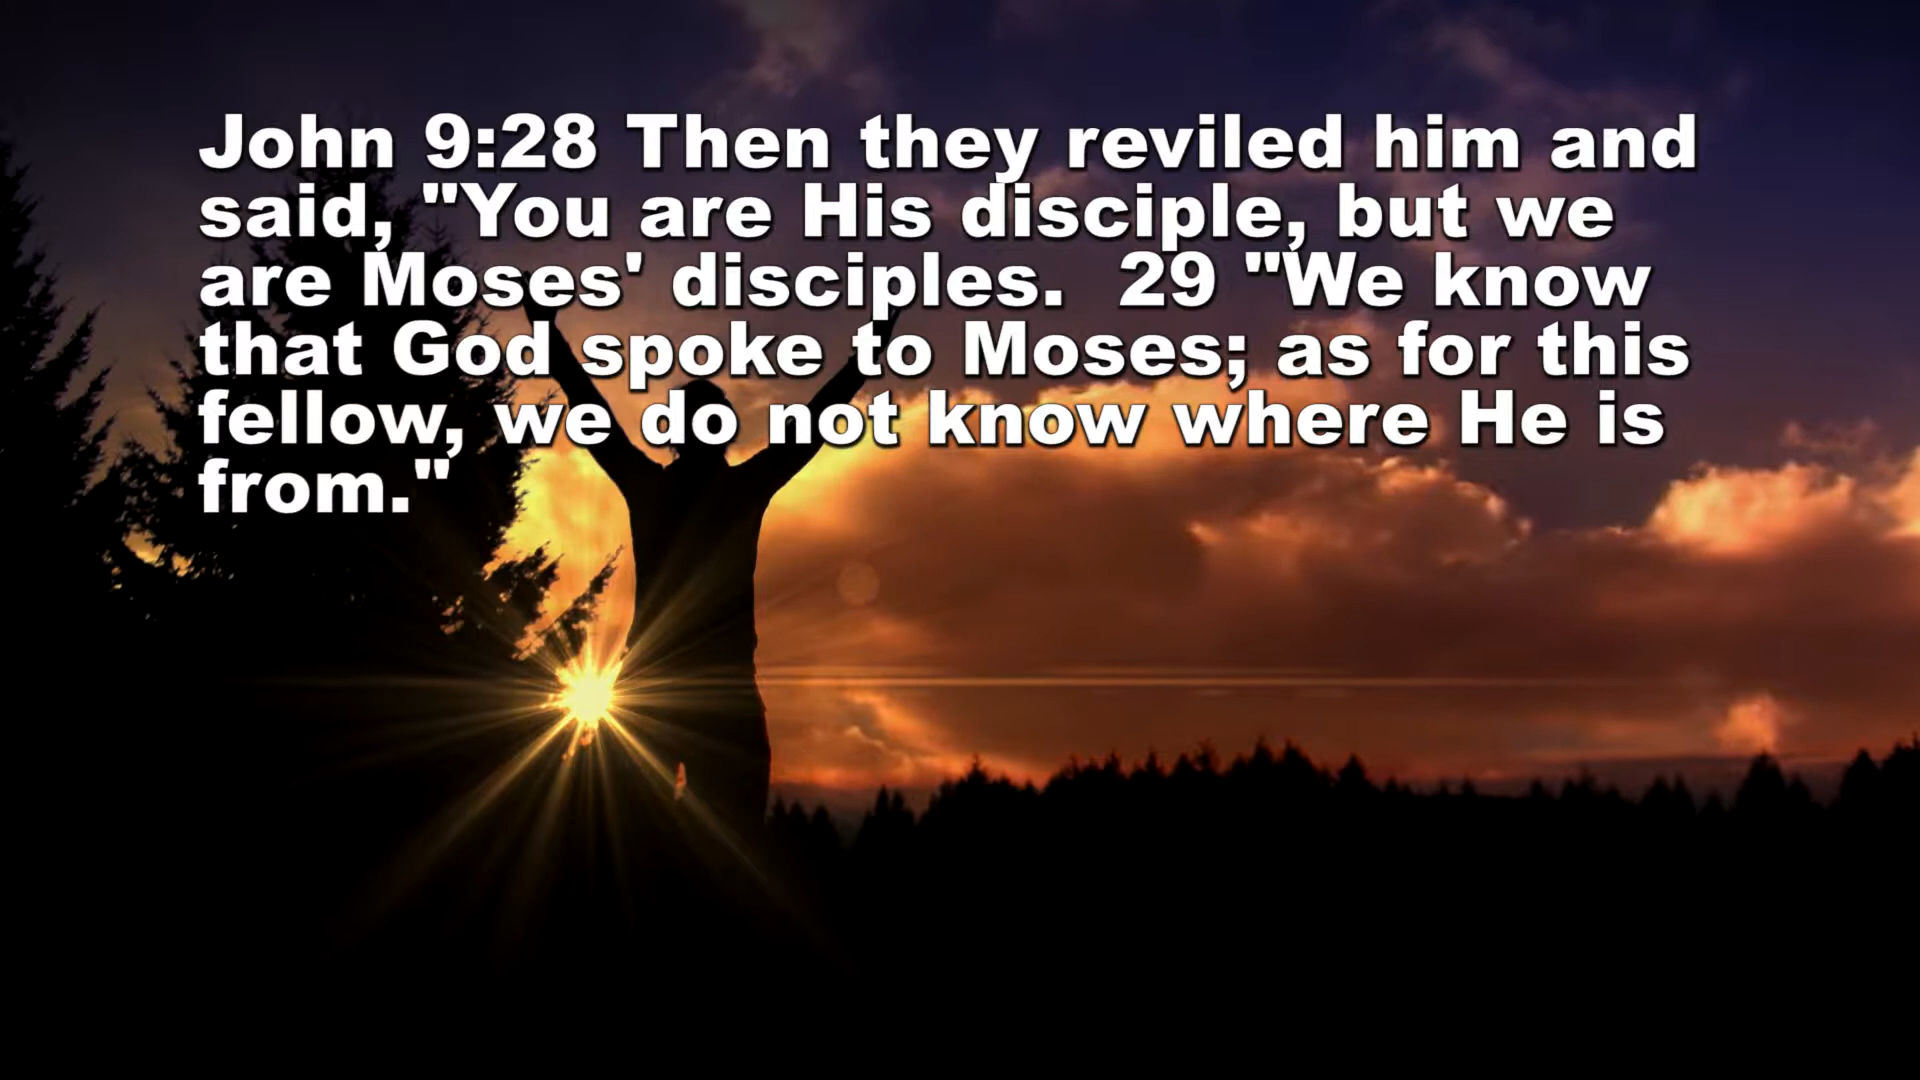 John 9:28 Then they reviled him and
said, "You are His disciple, but we
are Moses' disciples.  29 "We know
that God spoke to Moses; as for this
fellow, we do not know where He is
from."